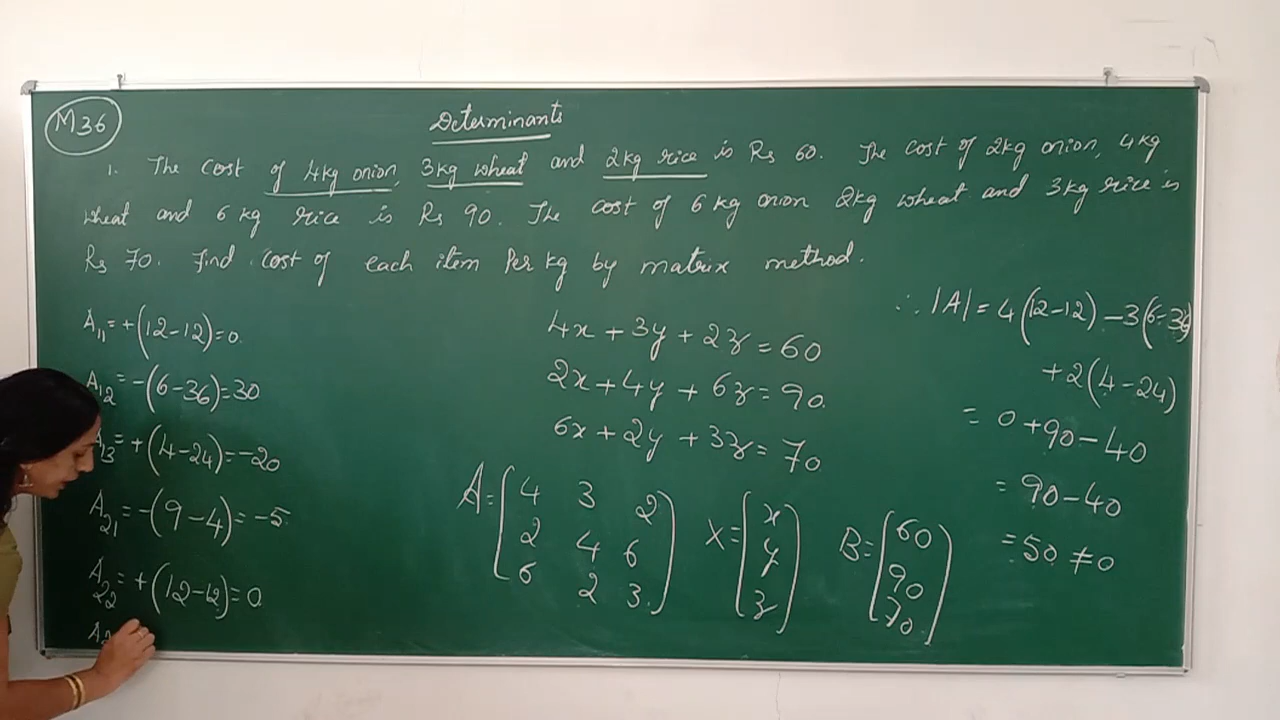 M36
Determinants
1. The cost of 4kg onion, 3kg wheat and 2kg rice is Rs 60. The cost of 2kg onion, 4kg
wheat and 6 kg rice is Rs 90. The cost of 6 kg onion 2kg wheat and 3kg rice is
Rs 70. Find cost of each item Per kg by matrix method.
A₁₁ = +(12-12)=0.
A₁₂ = -(6-36)=30
A₁₃ = +(4-24)=-20
A₂₁ = -(9-4)=-5
A₂₂ = +(12-12)=0
4x + 3y + 2z = 60
2x + 4y + 6z = 90.
6x + 2y + 3z = 70
A = [4 3 2
2 4 6
6 2 3]
X = [x
y
z]
B = [60
90
70]
∴ |A| = 4(12-12) -3(6-36)
+2(4-24)
= 0+90-40
= 90-40
= 50 ≠ 0